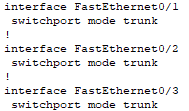 interface FastEthernet0/1
 switchport mode trunk
!
interface FastEthernet0/2
 switchport mode trunk
!
interface FastEthernet0/3
 switchport mode trunk